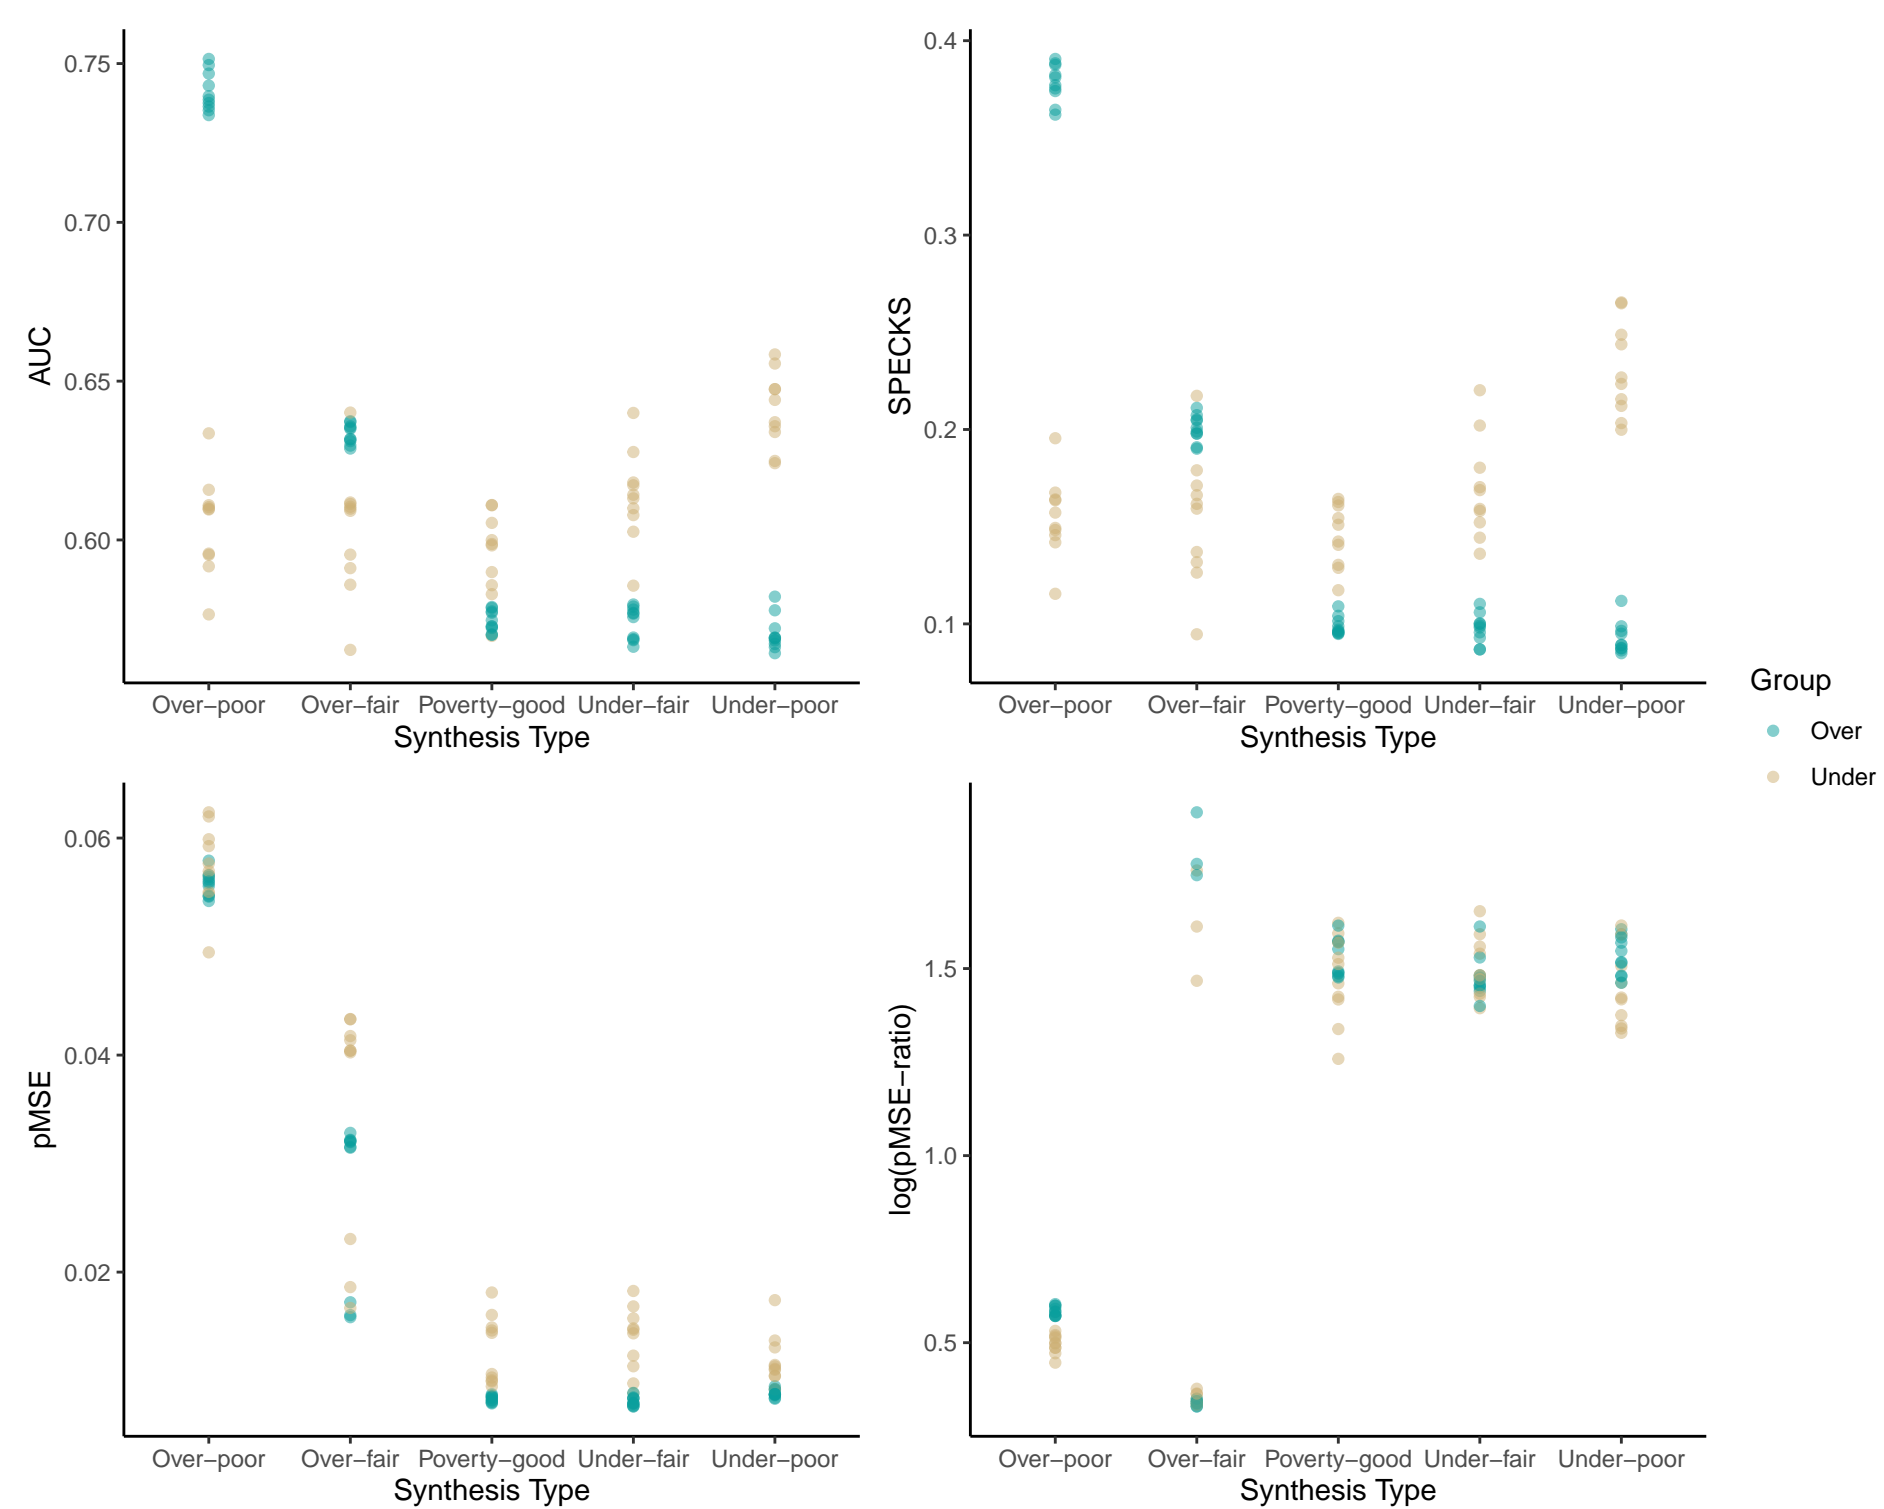 AUC
0.75
0.70
0.65
0.60
Over–poor Over–fair Poverty–good Under–fair Under–poor
Synthesis Type
SPECKS
0.4
0.3
0.2
0.1
Over–poor Over–fair Poverty–good Under–fair Under–poor
Synthesis Type
pMSE
0.06
0.04
0.02
Over–poor Over–fair Poverty–good Under–fair Under–poor
Synthesis Type
log(pMSE–ratio)
1.5
1.0
0.5
Over–poor Over–fair Poverty–good Under–fair Under–poor
Synthesis Type
Group
Over
Under